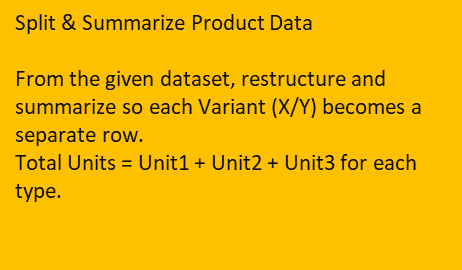 Split & Summarize Product Data
From the given dataset, restructure and
summarize so each Variant (X/Y) becomes a
separate row.
Total Units = Unit1 + Unit2 + Unit3 for each
type.